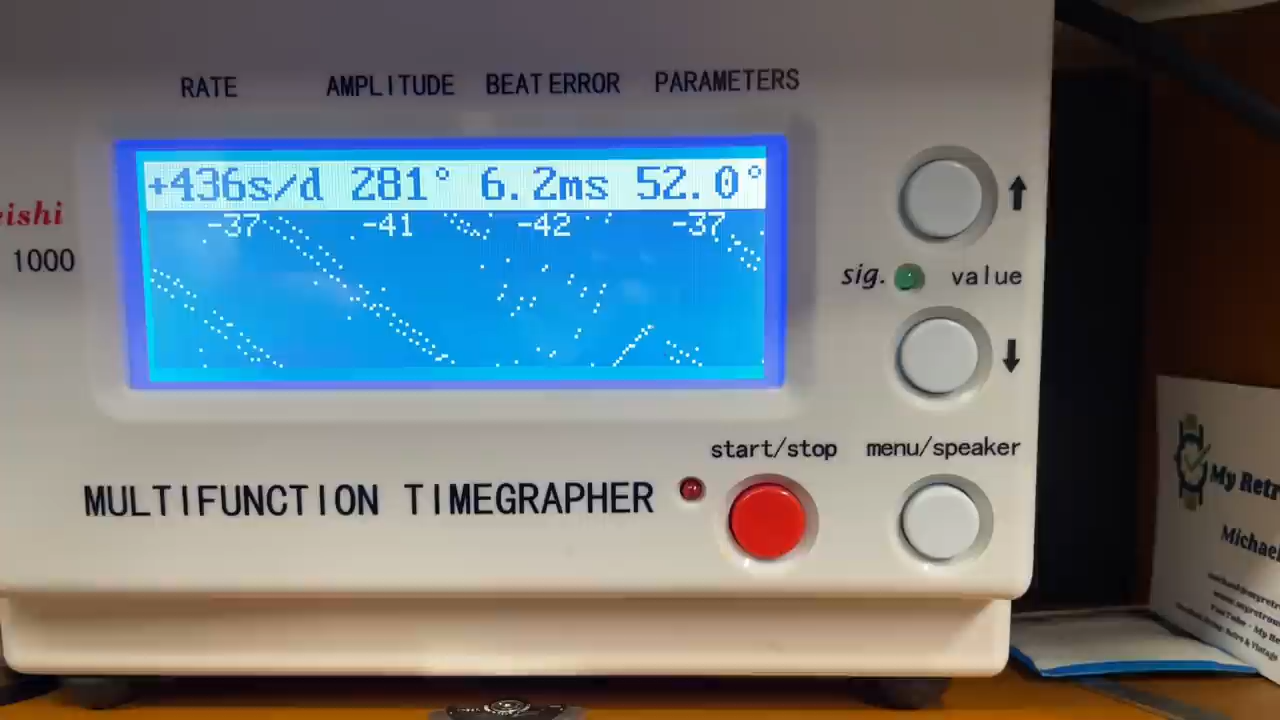 RATE AMPLITUDE BEAT ERROR PARAMETERS
+436s/d 281° 6.2ms 52.0°
-37 -41 -42 -37
eishi
1000
sig. value
start/stop menu/speaker
MULTIFUNCTION TIMEGRAPHER
My Retr
Michael